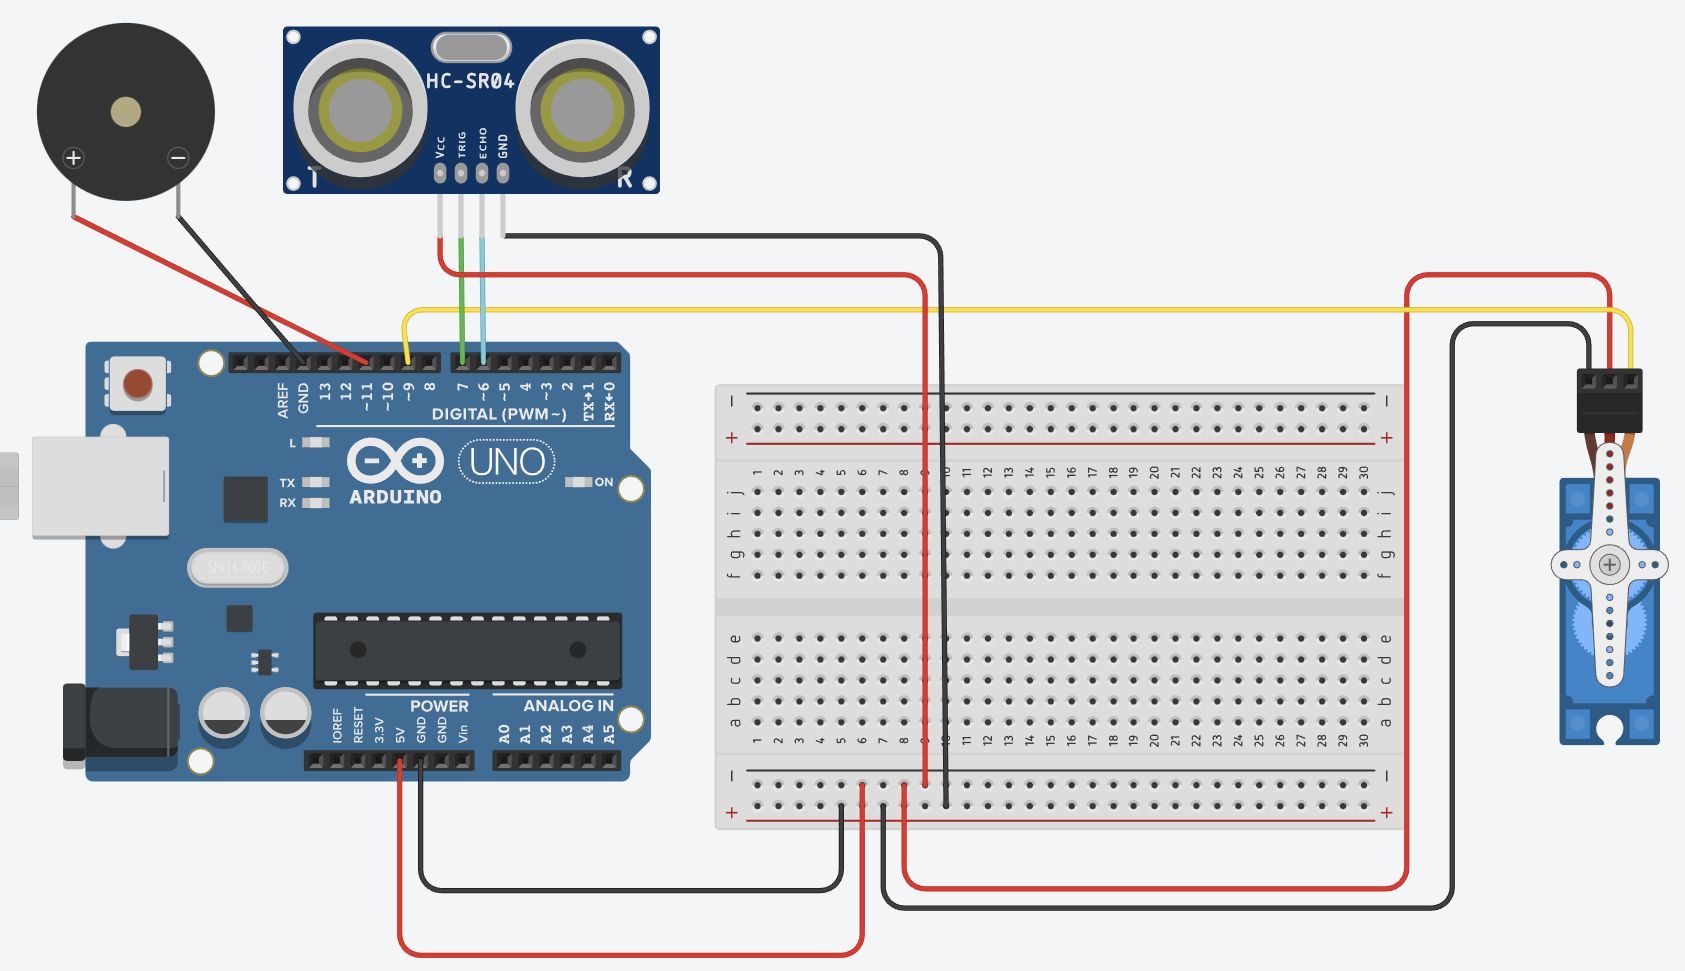 HC-SR04
Vcc
TRIG
ECHO
GND
T
R
+
−
AREF
GND
13
12
~11
~10
~9
8
7
~6
~5
4
~3
2
TX→1
RX←0
DIGITAL (PWM~)
L
TX
RX
UNO
ON
ARDUINO
SPK16.000G
POWER
ANALOG IN
IOREF
RESET
3.3V
5V
GND
GND
Vin
A0
A1
A2
A3
A4
A5
− −
+ +
1 2 3 4 5 6 7 8 9 10 11 12 13 14 15 16 17 18 19 20 21 22 23 24 25 26 27 28 29 30
j j
i i
h h
g g
f f
e e
d d
c c
b b
a a
1 2 3 4 5 6 7 8 9 10 11 12 13 14 15 16 17 18 19 20 21 22 23 24 25 26 27 28 29 30
− −
+ +